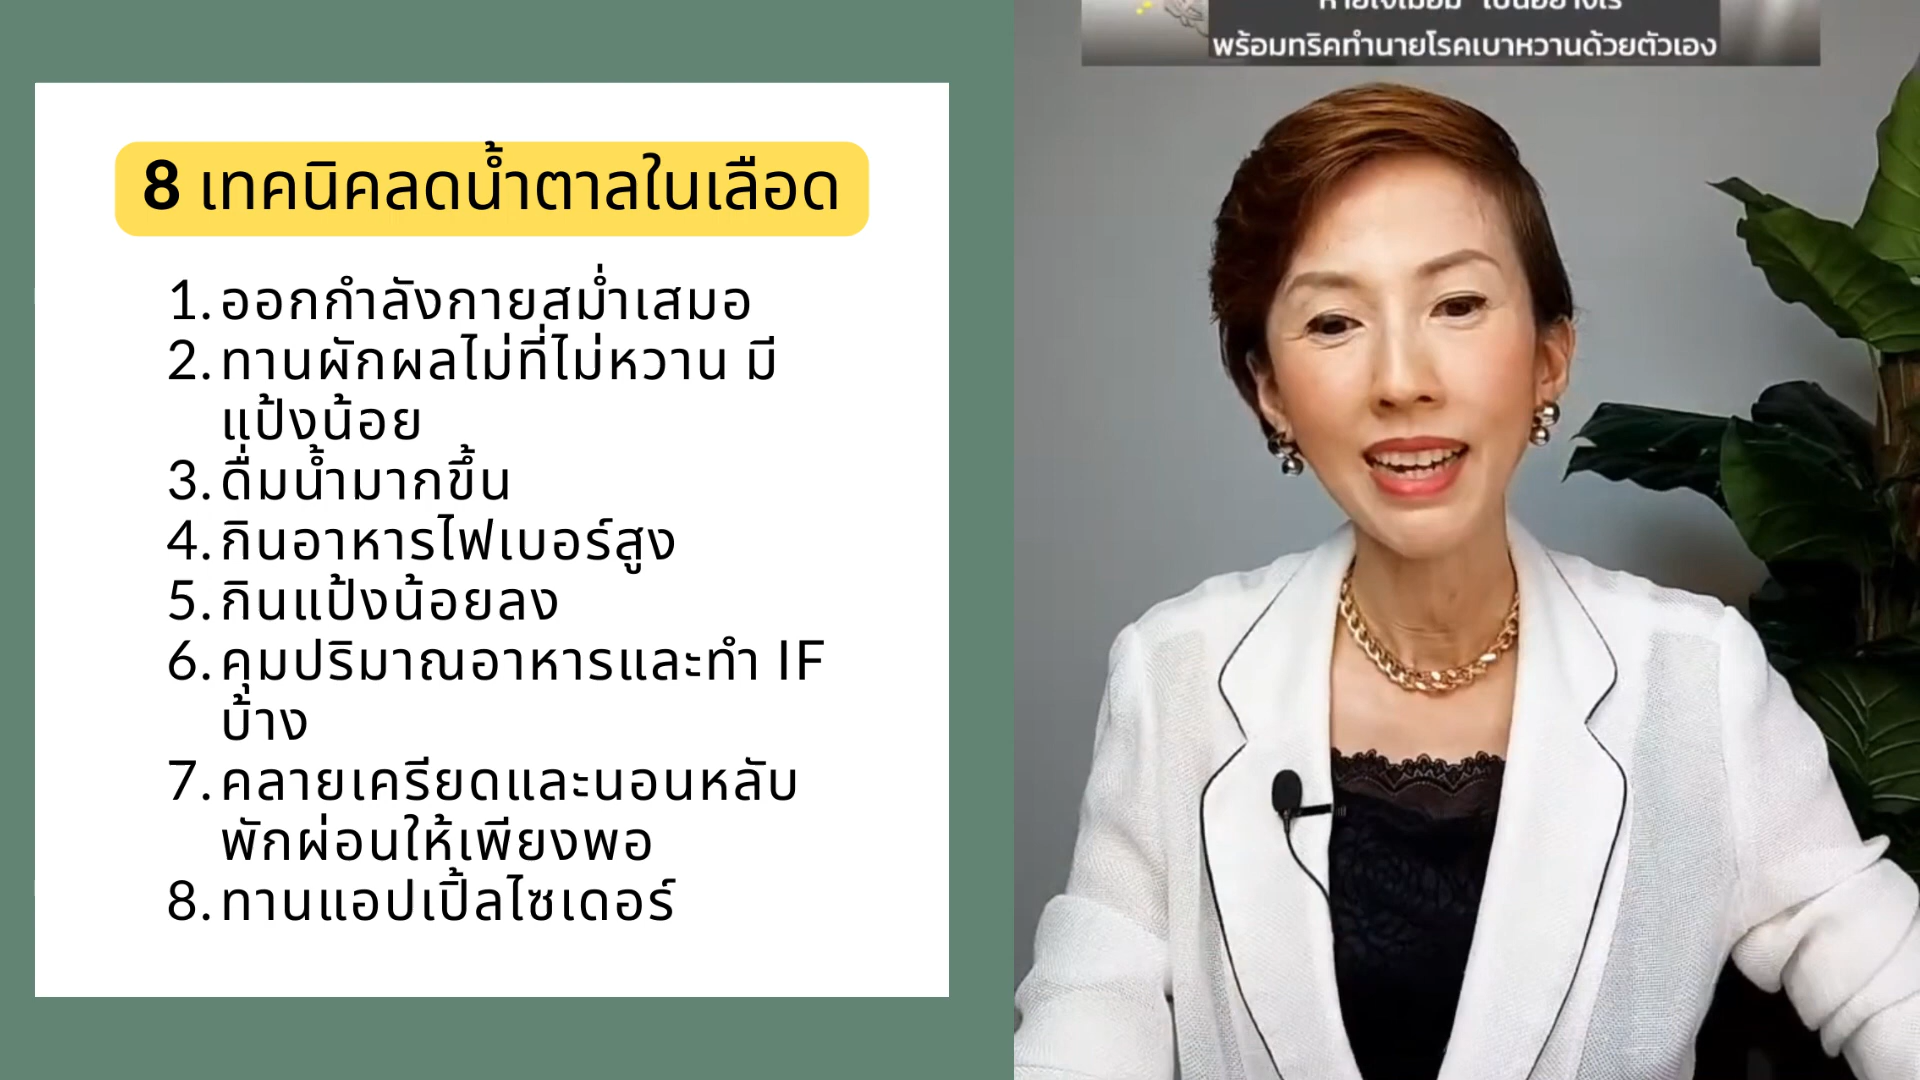 8 เทคนิคลดน้ำตาลในเลือด
1. ออกกำลังกายสม่ำเสมอ
2. ทานผักผลไม่ที่ไม่หวาน มี
แป้งน้อย
3. ดื่มน้ำมากขึ้น
4. กินอาหารไฟเบอร์สูง
5. กินแป้งน้อยลง
6. คุมปริมาณอาหารและทำ IF
บ้าง
7. คลายเครียดและนอนหลับ
พักผ่อนให้เพียงพอ
8. ทานแอปเปิ้ลไซเดอร์
พร้อมทริคทำนายโรคเบาหวานด้วยตัวเอง